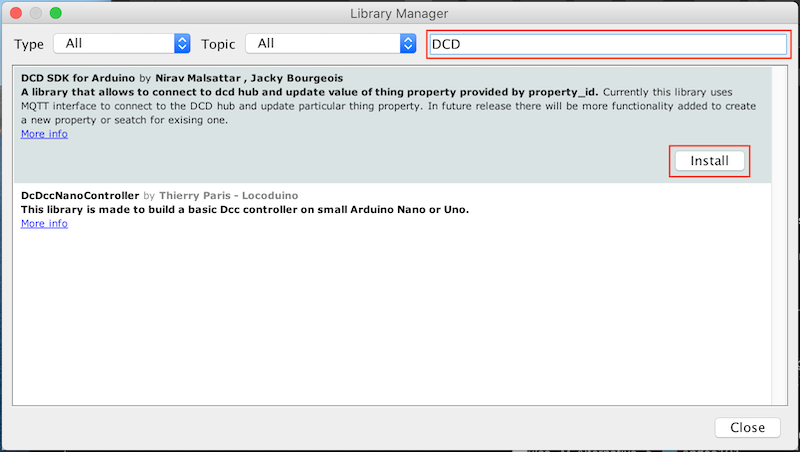 Library Manager
Type All Topic All DCD
DCD SDK for Arduino by Nirav Malsattar , Jacky Bourgeois
A library that allows to connect to dcd hub and update value of thing property provided by property_id. Currently this library uses
MQTT interface to connect to the DCD hub and update particular thing property. In future release there will be more functionality added to create
a new property or seatch for exising one.
More info
Install
DcDccNanoController by Thierry Paris - Locoduino
This library is made to build a basic Dcc controller on small Arduino Nano or Uno.
More info
Close